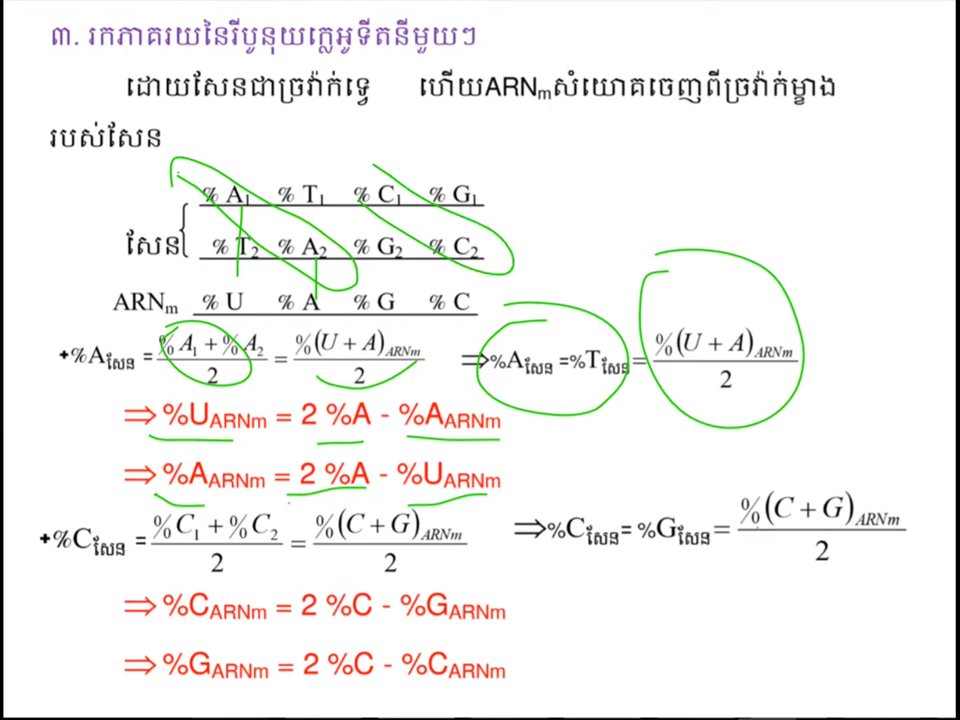 ៣. រកភាគរយនៃរីបូនុយក្លេអូទីតនីមួយៗ
ដោយសែនជាច្រវ៉ាក់ទ្វេ ហើយARNmសំយោគចេញពីច្រវ៉ាក់ម្ខាង
របស់សែន
% A1 % T1 % C1 % G1
សែន{ % T2 % A2 % G2 % C2
ARNm % U % A % G % C
+%Aសែន = (%A1 + %A2)/2 = %(U + A)ARNm/2 ⇒%Aសែន =%Tសែន = %(U + A)ARNm/2
⇒ %UARNm = 2 %A - %AARNm
⇒ %AARNm = 2 %A - %UARNm
+%Cសែន = (%C1 + %C2)/2 = %(C + G)ARNm/2 ⇒%Cសែន= %Gសែន= %(C + G)ARNm/2
⇒ %CARNm = 2 %C - %GARNm
⇒ %GARNm = 2 %C - %CARNm